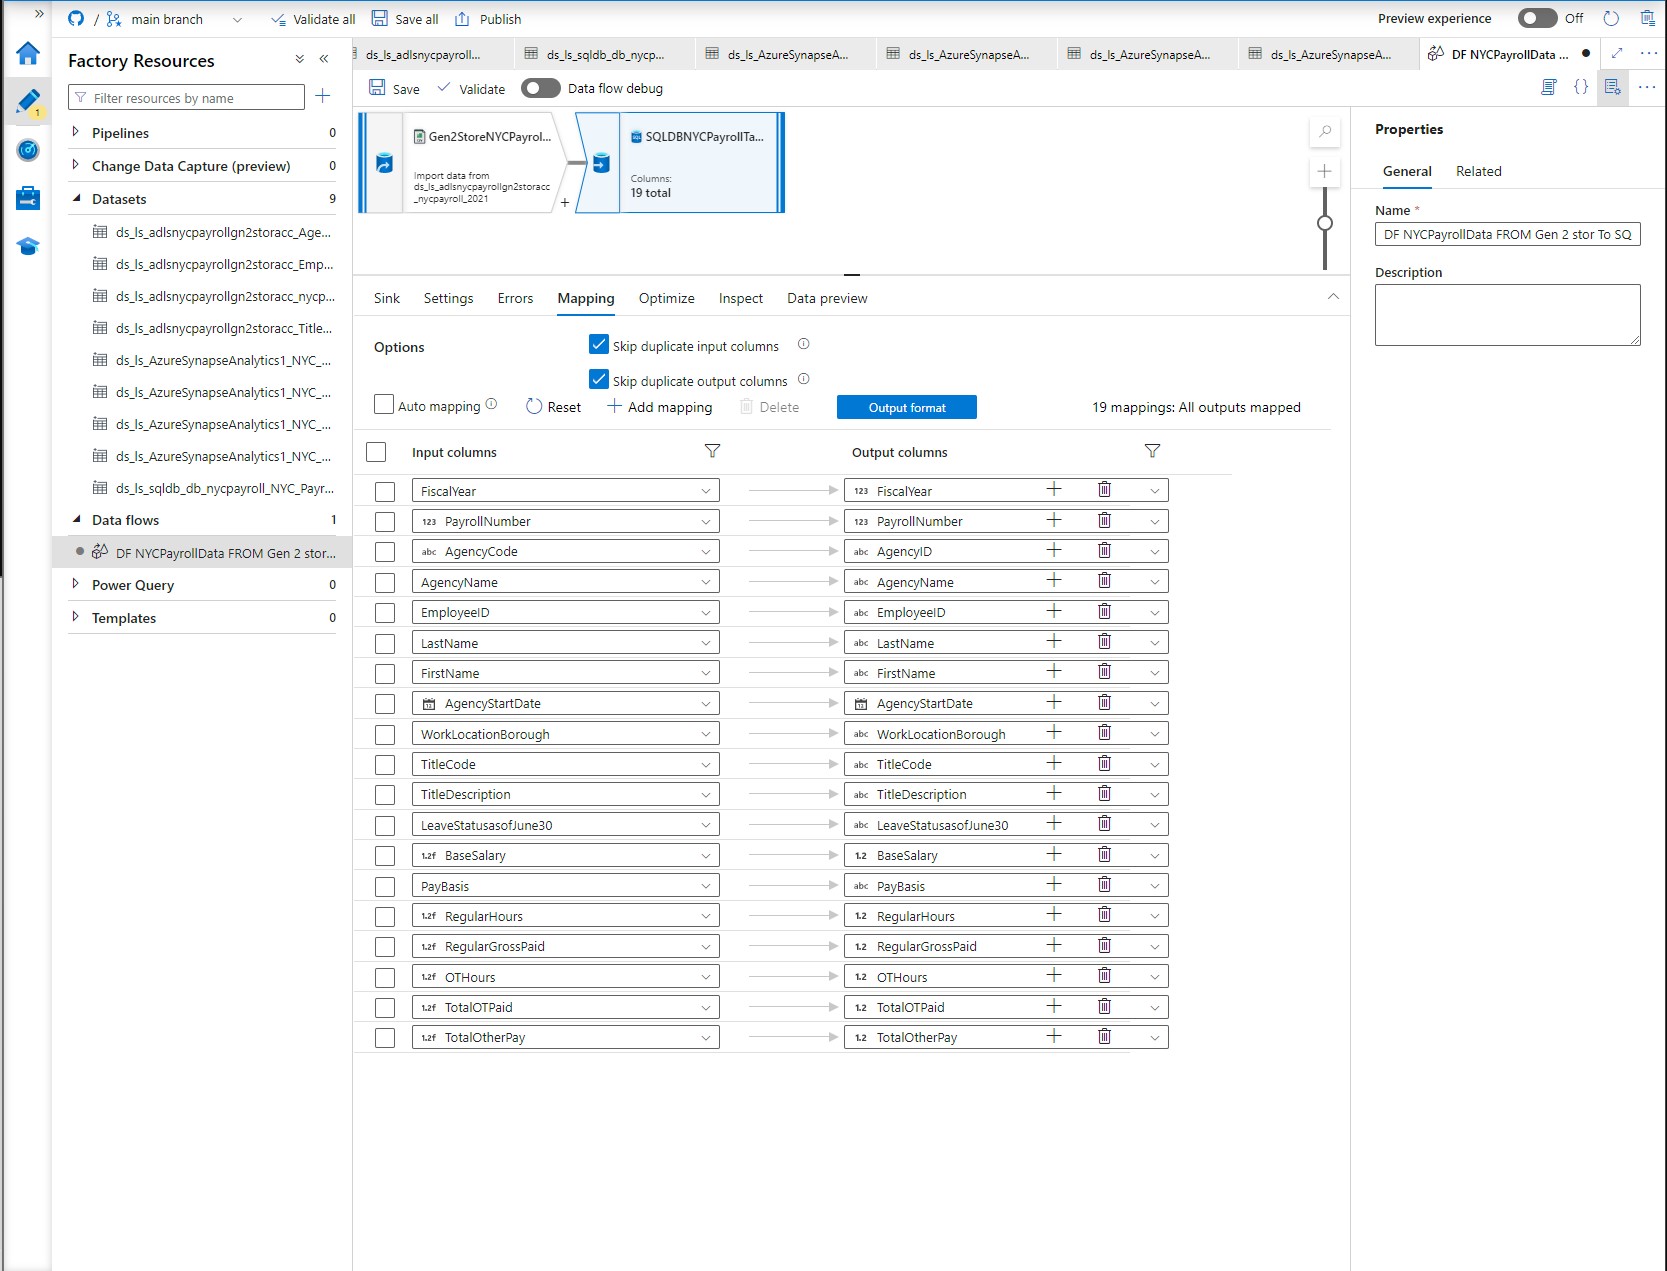 / main branch Validate all Save all Publish Preview experience Off
Factory Resources
Filter resources by name
Pipelines 0
Change Data Capture (preview) 0
Datasets 9
ds_ls_adlsnycpayrollgn2storacc_Age...
ds_ls_adlsnycpayrollgn2storacc_Emp...
ds_ls_adlsnycpayrollgn2storacc_nycp...
ds_ls_adlsnycpayrollgn2storacc_Title...
ds_ls_AzureSynapseAnalytics1_NYC_...
ds_ls_AzureSynapseAnalytics1_NYC_...
ds_ls_AzureSynapseAnalytics1_NYC_...
ds_ls_AzureSynapseAnalytics1_NYC_...
ds_ls_sqldb_db_nycpayroll_NYC_Payr...
Data flows 1
DF NYCPayrollData FROM Gen 2 stor...
Power Query 0
Templates 0
1
ds_ls_adlsnycpayroll... ds_ls_sqldb_db_nycp... ds_ls_AzureSynapseA... ds_ls_AzureSynapseA... ds_ls_AzureSynapseA... ds_ls_AzureSynapseA... DF NYCPayrollData ...
Save Validate Data flow debug
Gen2StoreNYCPayrol...
Import data from
ds_ls_adlsnycpayrollgn2storacc
_nycpayroll_2021
+
SQLDBNYCPayrollTa...
Columns:
19 total
Sink Settings Errors Mapping Optimize Inspect Data preview
Options
Skip duplicate input columns
Skip duplicate output columns
Auto mapping Reset Add mapping Delete Output format 19 mappings: All outputs mapped
Input columns Output columns
FiscalYear 123 FiscalYear
123 PayrollNumber 123 PayrollNumber
abc AgencyCode abc AgencyID
AgencyName abc AgencyName
EmployeeID abc EmployeeID
LastName abc LastName
FirstName abc FirstName
AgencyStartDate AgencyStartDate
WorkLocationBorough abc WorkLocationBorough
TitleCode abc TitleCode
TitleDescription abc TitleDescription
LeaveStatusasofJune30 abc LeaveStatusasofJune30
1.2f BaseSalary 1.2 BaseSalary
PayBasis abc PayBasis
1.2f RegularHours 1.2 RegularHours
1.2f RegularGrossPaid 1.2 RegularGrossPaid
1.2f OTHours 1.2 OTHours
1.2f TotalOTPaid 1.2 TotalOTPaid
1.2f TotalOtherPay 1.2 TotalOtherPay
Properties
General Related
Name *
DF NYCPayrollData FROM Gen 2 stor To SQ
Description